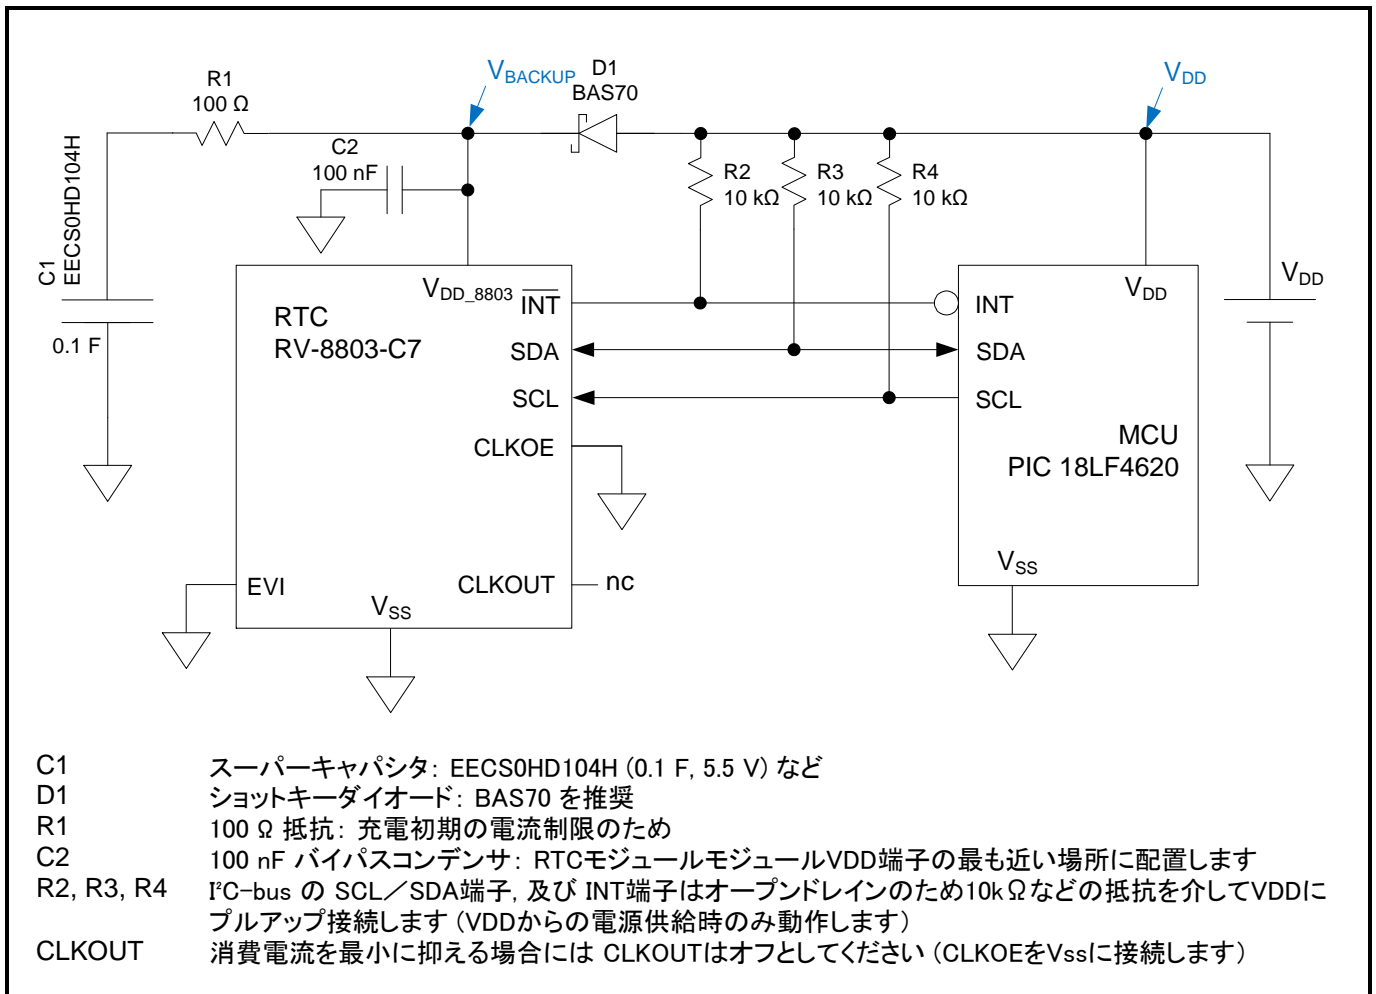 R1
100 Ω
V_BACKUP
D1
BAS70
V_DD
C2
100 nF
R2
10 kΩ
R3
10 kΩ
R4
10 kΩ
C1
EECS0HD104H
0.1 F
V_DD_8803
RTC
RV-8803-C7
INT
SDA
SCL
CLKOE
EVI
CLKOUT
nc
V_SS
V_DD
INT
SDA
SCL
MCU
PIC 18LF4620
V_SS
V_DD
C1 スーパーキャパシタ: EECS0HD104H (0.1 F, 5.5 V) など
D1 ショットキーダイオード: BAS70 を推奨
R1 100 Ω 抵抗: 充電初期の電流制限のため
C2 100 nF バイパスコンデンサ: RTCモジュールモジュールVDD端子の最も近い場所に配置します
R2, R3, R4 I²C-bus の SCL／SDA端子, 及び INT端子はオープンドレインのため10kΩなどの抵抗を介してVDDに
プルアップ接続します (VDDからの電源供給時のみ動作します)
CLKOUT 消費電流を最小に抑える場合には CLKOUTはオフとしてください (CLKOEをVssに接続します)